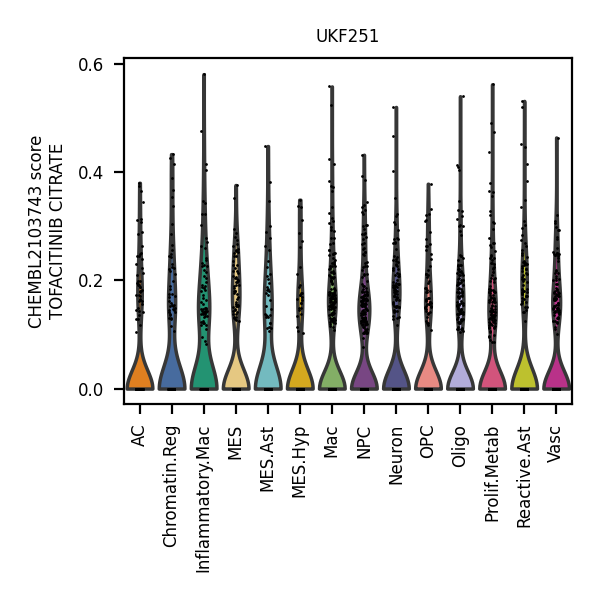 UKF251
CHEMBL2103743 score
TOFACITINIB CITRATE
0.6
0.4
0.2
0.0
AC
Chromatin.Reg
Inflammatory.Mac
MES
MES.Ast
MES.Hyp
Mac
NPC
Neuron
OPC
Oligo
Prolif.Metab
Reactive.Ast
Vasc